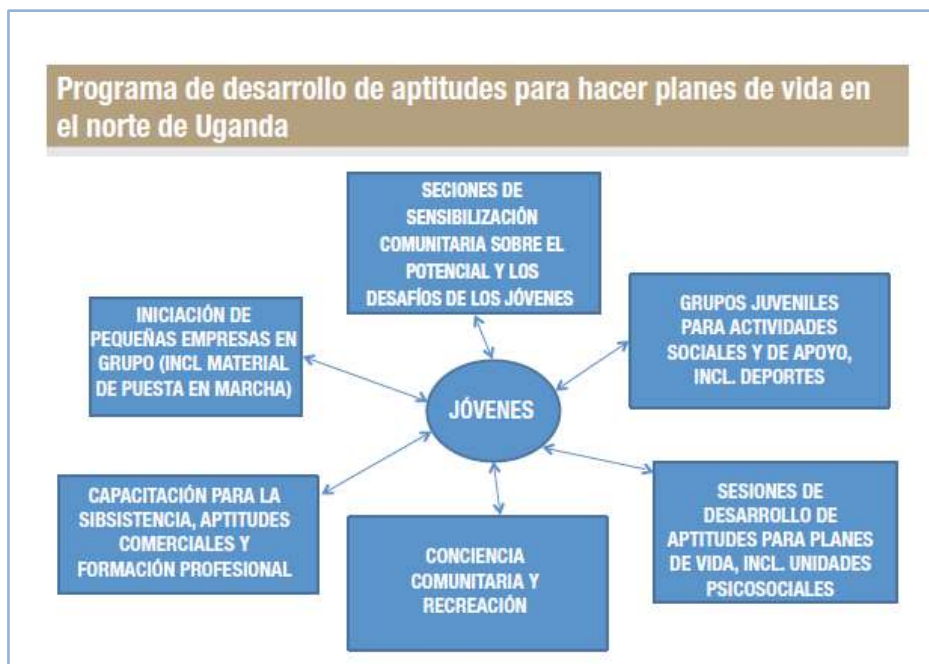 Programa de desarrollo de aptitudes para hacer planes de vida en
el norte de Uganda
SECIONES DE
SENSIBILIZACIÓN
COMUNITARIA SOBRE EL
POTENCIAL Y LOS
DESAFÍOS DE LOS JÓVENES
INICIACIÓN DE
PEQUEÑAS EMPRESAS EN
GRUPO (INCL MATERIAL
DE PUESTA EN MARCHA)
GRUPOS JUVENILES
PARA ACTIVIDADES
SOCIALES Y DE APOYO,
INCL. DEPORTES
JÓVENES
CAPACITACIÓN PARA LA
SIBSISTENCIA, APTITUDES
COMERCIALES Y
FORMACIÓN PROFESIONAL
CONCIENCIA
COMUNITARIA Y
RECREACIÓN
SESIONES DE
DESARROLLO DE
APTITUDES PARA PLANES
DE VIDA, INCL. UNIDADES
PSICOSOCIALES